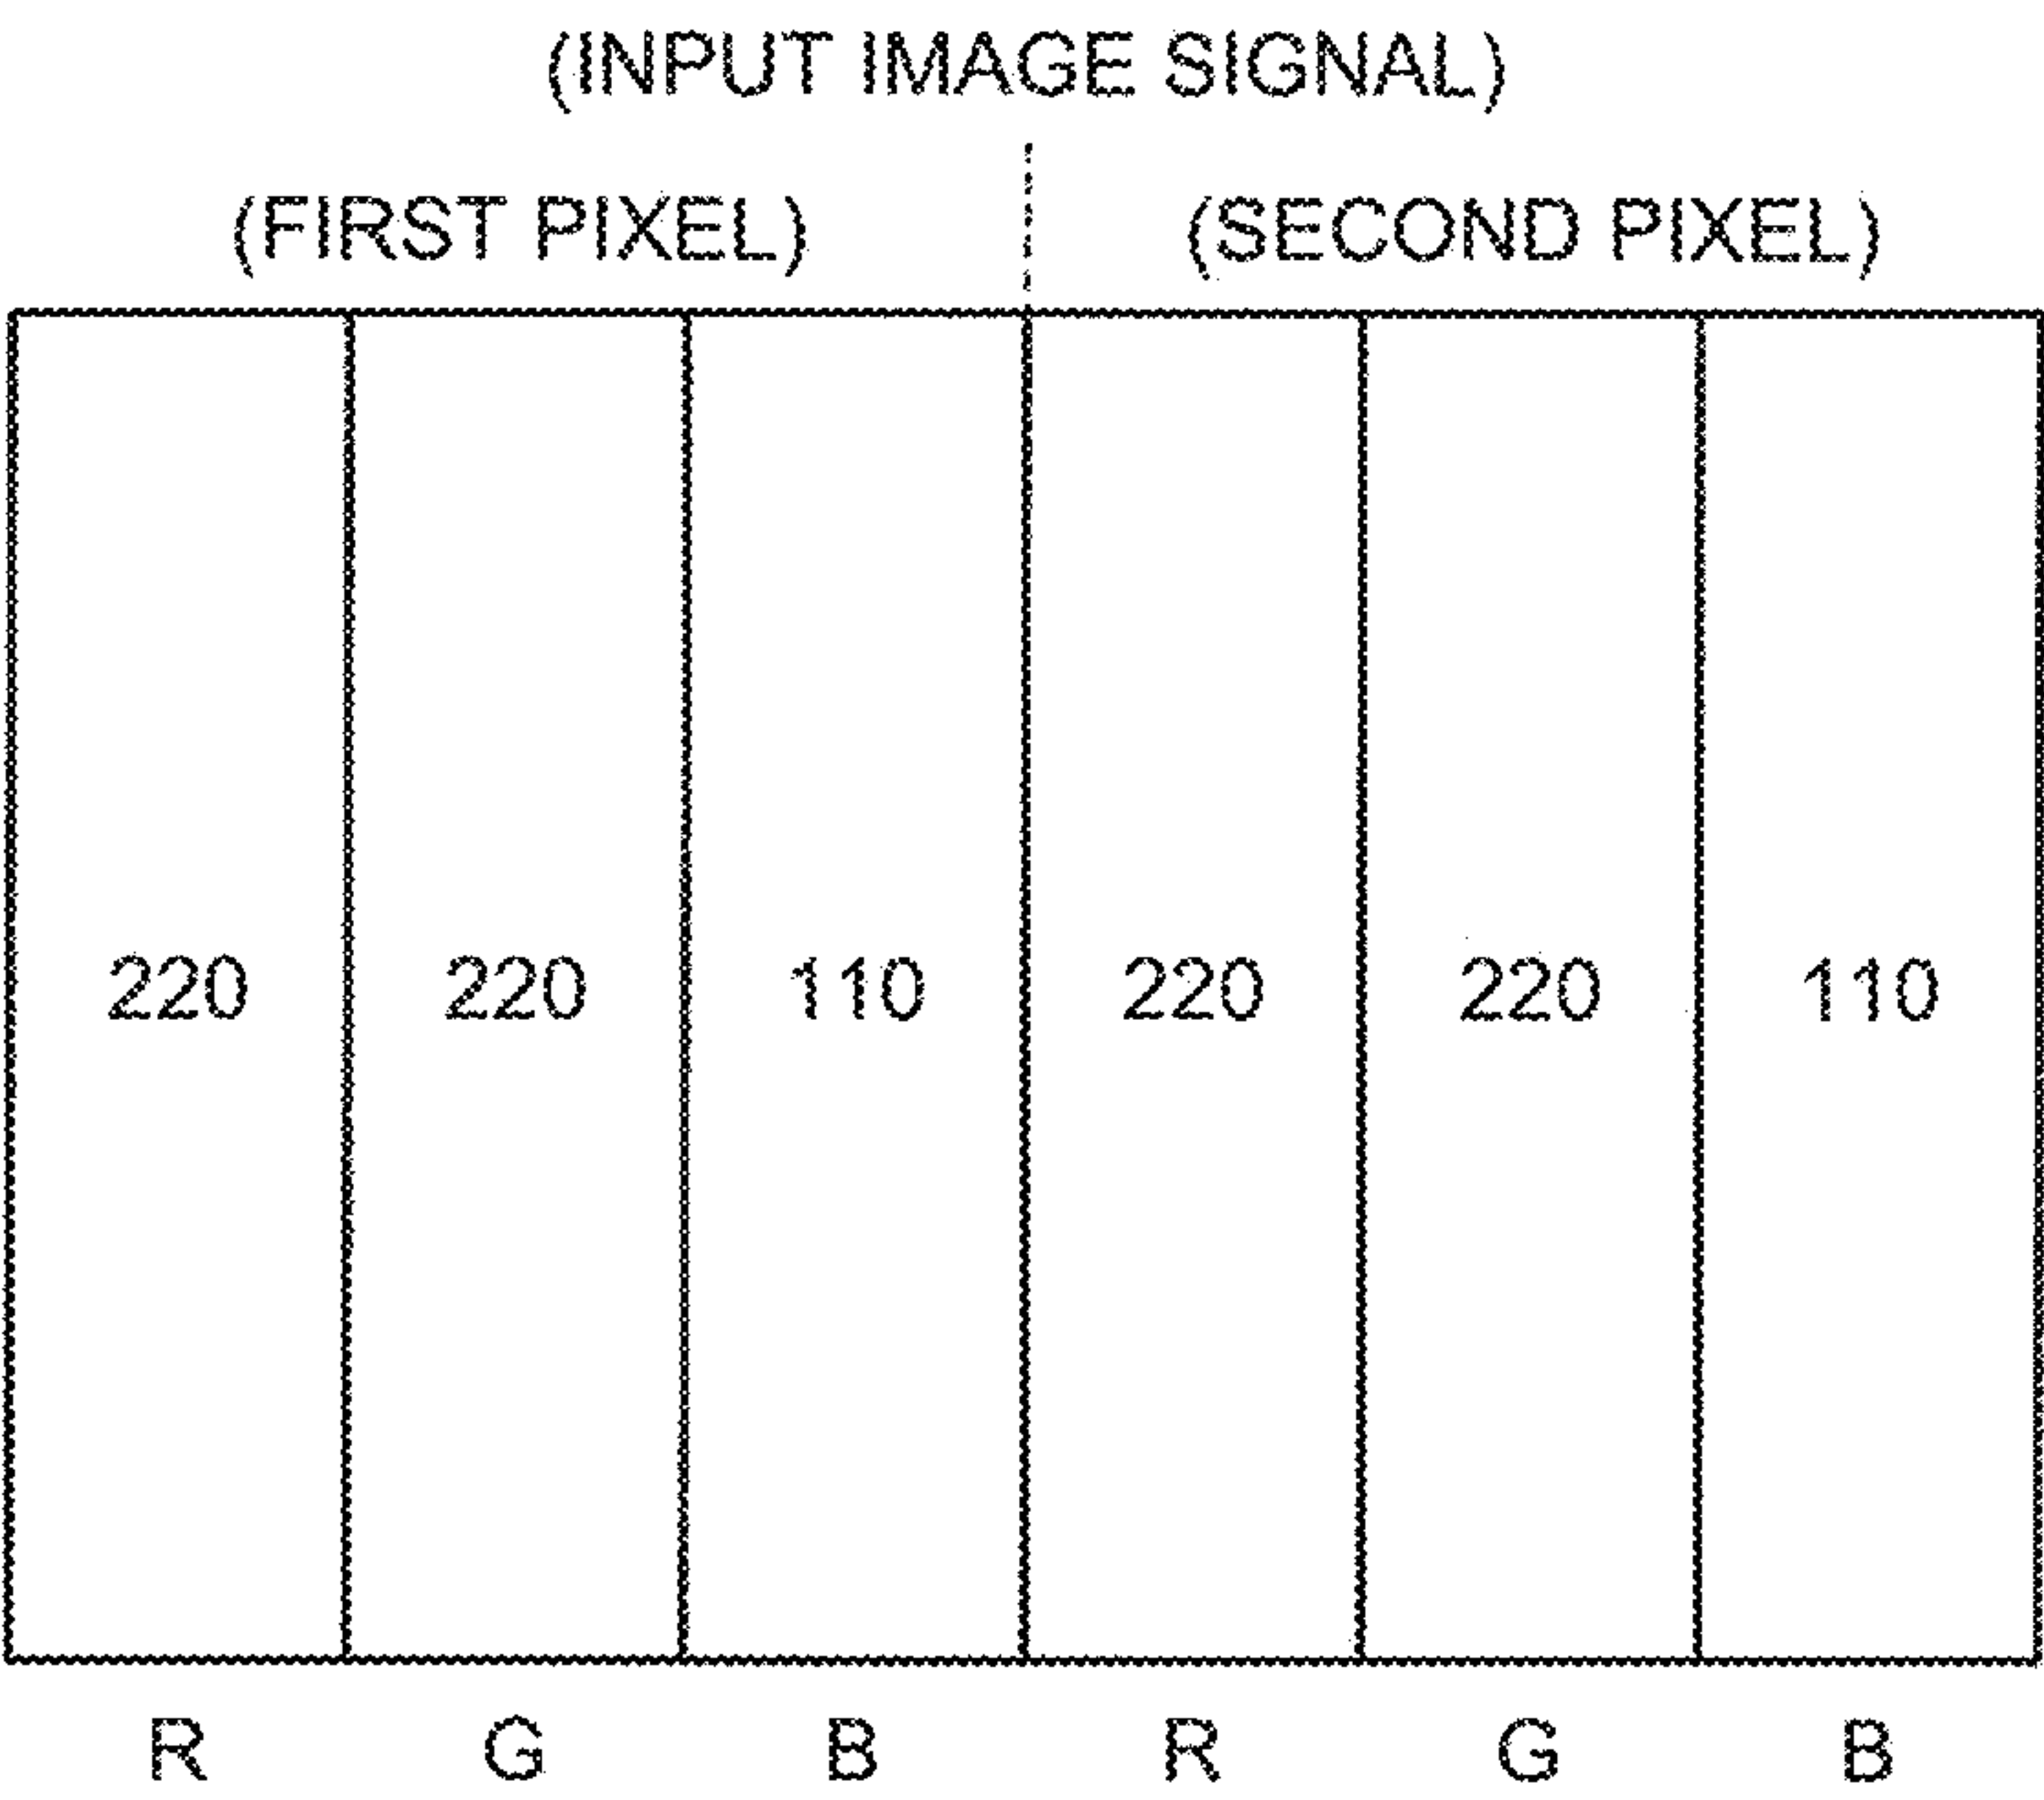 (INPUT IMAGE SIGNAL)
(FIRST PIXEL) (SECOND PIXEL)
220 220 110 220 220 110
R G B R G B